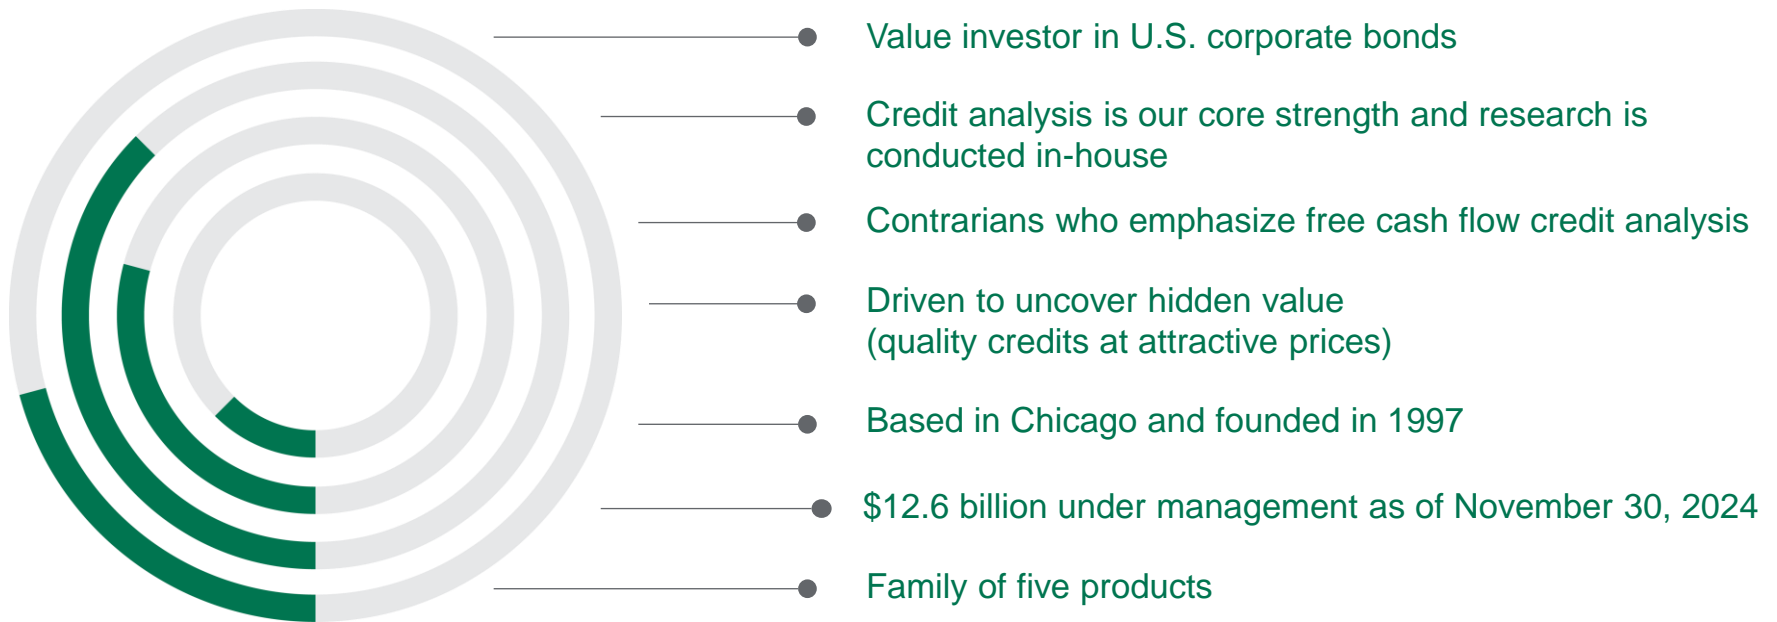 Value investor in U.S. corporate bonds
Credit analysis is our core strength and research is
conducted in-house
Contrarians who emphasize free cash flow credit analysis
Driven to uncover hidden value
(quality credits at attractive prices)
Based in Chicago and founded in 1997
$12.6 billion under management as of November 30, 2024
Family of five products